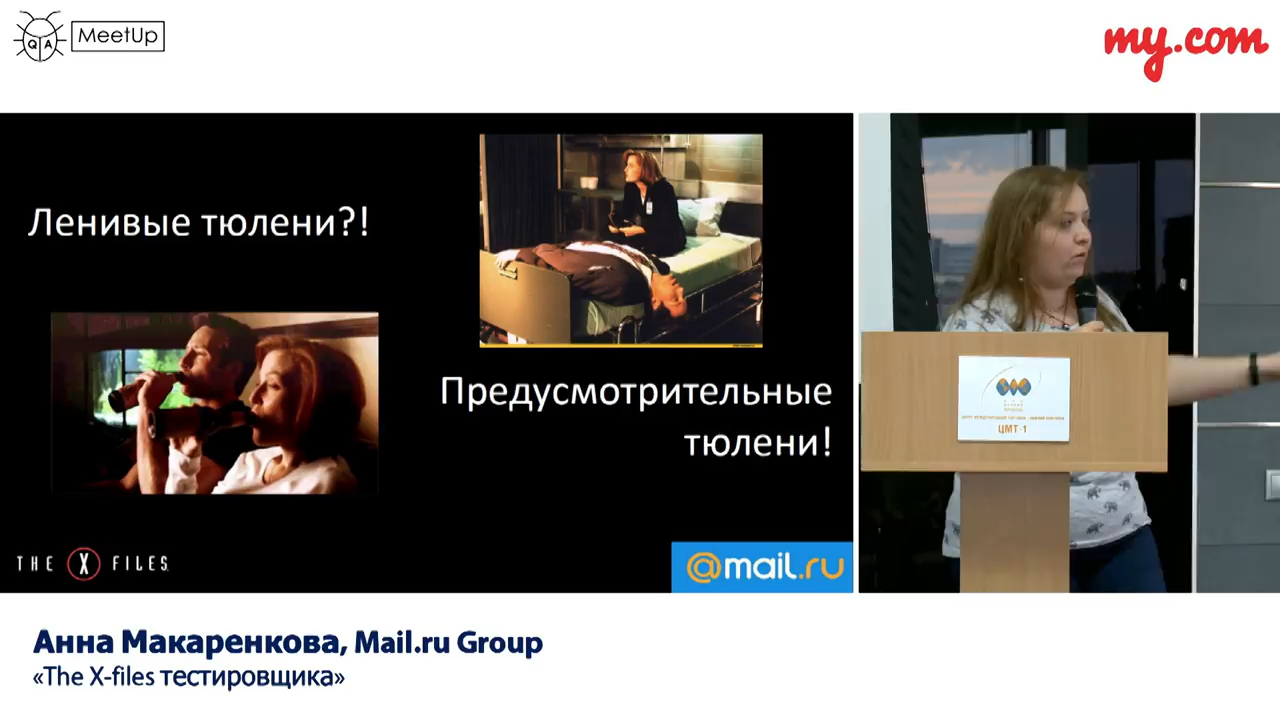 QA MeetUp
my.com
Ленивые тюлени?!
Предусмотрительные
тюлени!
THE X FILES
@mail.ru
ЦМТ-1
Анна Макаренкова, Mail.ru Group
«The X-files тестировщика»